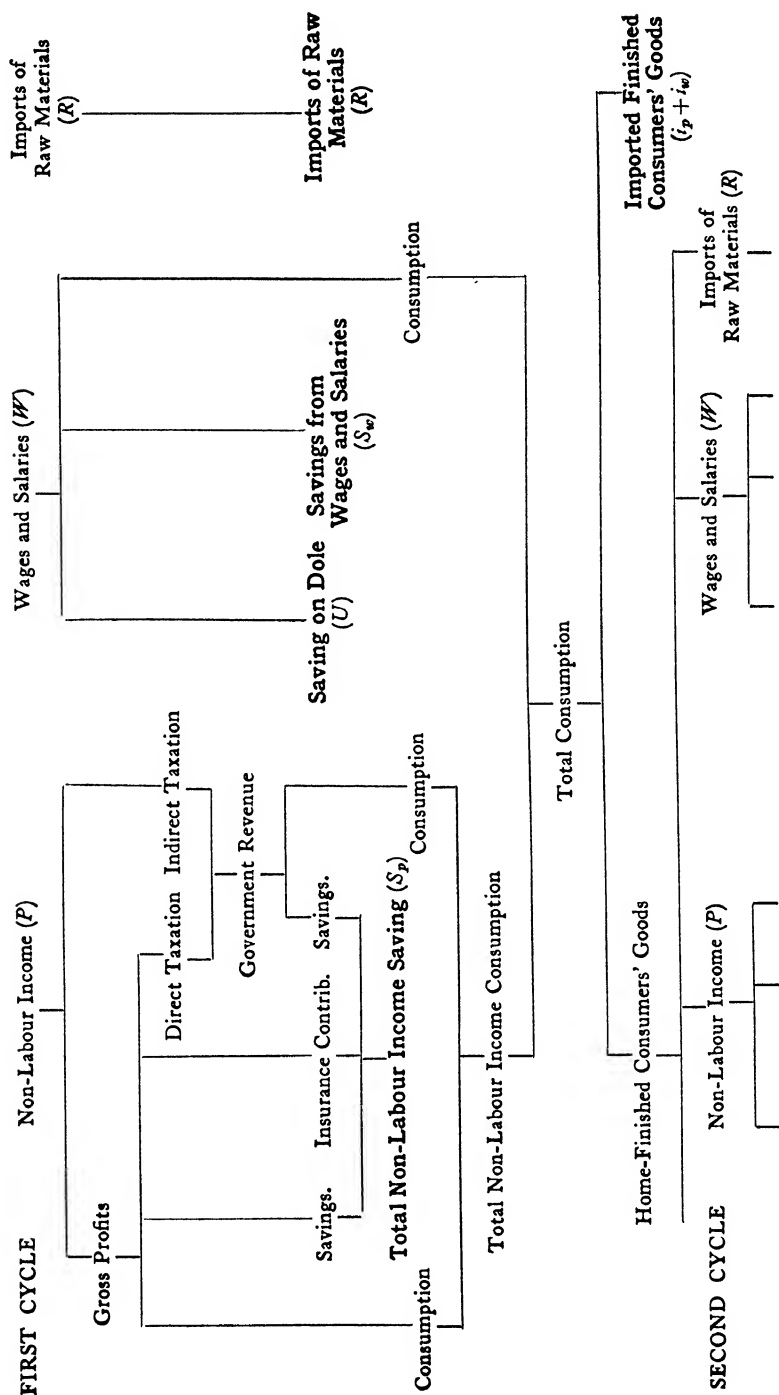 FIRST CYCLE
Non-Labour Income (P)
Wages and Salaries (W)
Imports of
Raw Materials
(R)
Gross Profits
Direct Taxation
Indirect Taxation
Government Revenue
Savings.
Insurance Contrib.
Savings.
Saving on Dole
(U)
Savings from
Wages and Salaries
(S_w)
Imports of Raw
Materials
(R)
Total Non-Labour Income Saving (S_p)
Consumption
Consumption
Consumption
Total Non-Labour Income Consumption
Total Consumption
Home-Finished Consumers' Goods
Imported Finished
Consumers' Goods
(i_p + i_w)
SECOND CYCLE
Non-Labour Income (P)
Wages and Salaries (W)
Imports of
Raw Materials (R)